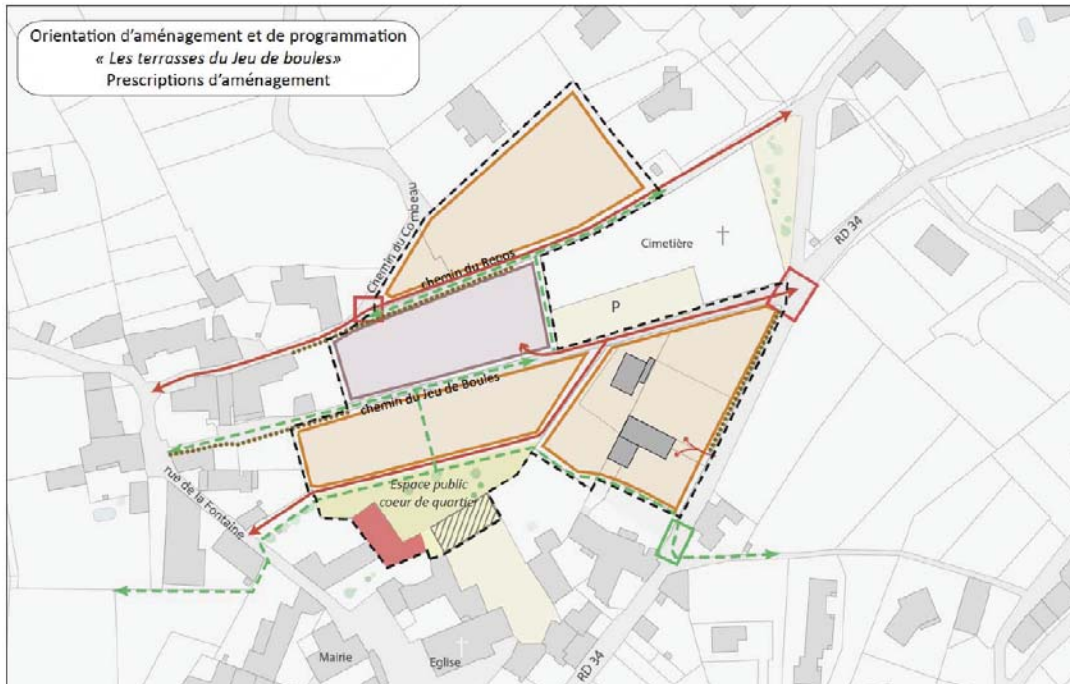 Orientation d'aménagement et de programmation
« Les terrasses du Jeu de boules»
Prescriptions d'aménagement
Chemin du Combeau
Cimetière
RD 34
chemin du Repos
P
chemin du Jeu de Boules
rue de la Fontaine
Espace public
coeur de quartier
Mairie
Eglise
RD 34